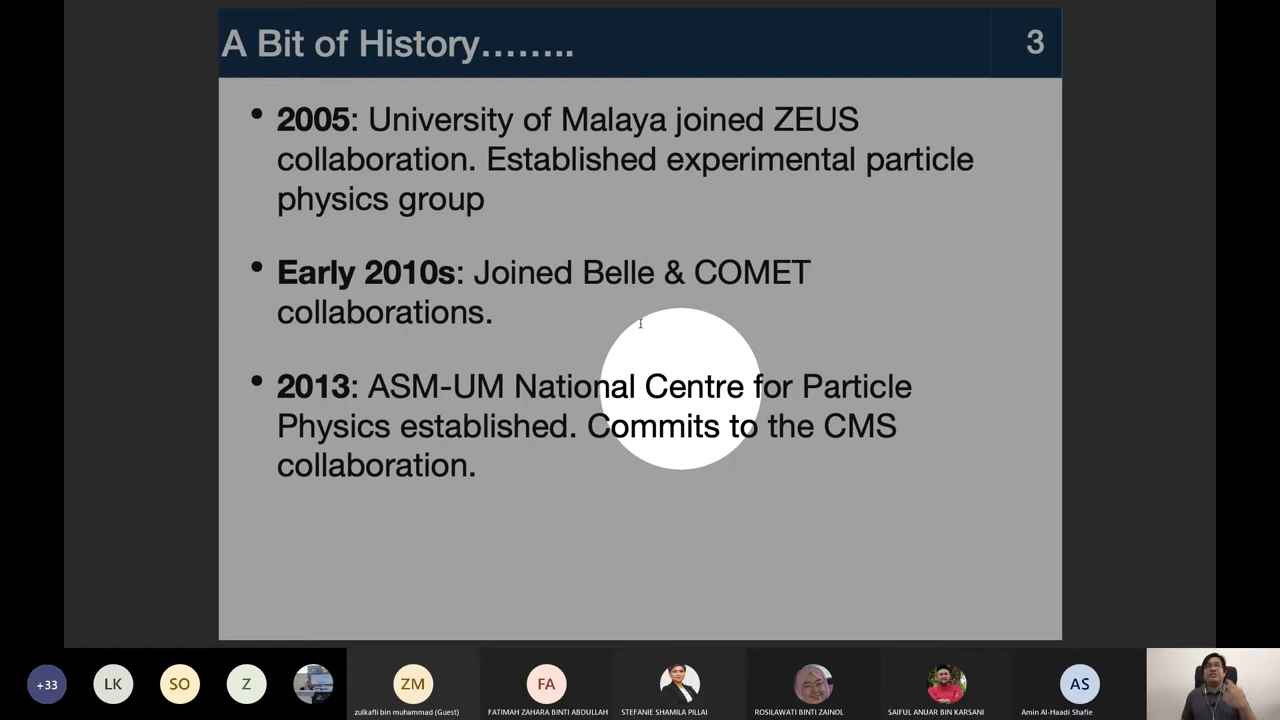 A Bit of History........
3
• 2005: University of Malaya joined ZEUS
collaboration. Established experimental particle
physics group
• Early 2010s: Joined Belle & COMET
collaborations.
• 2013: ASM-UM National Centre for Particle
Physics established. Commits to the CMS
collaboration.
+33
LK
SO
Z
ZM
FA
AS
zulkafli bin muhammad (Guest)
FATIMAH ZAHARA BINTI ABDULLAH
STEFANIE SHAMILA PILLAI
ROSILAWATI BINTI ZAINOL
SAIFUL ANUAR BIN KARSANI
Amin Al-Haadi Shafie